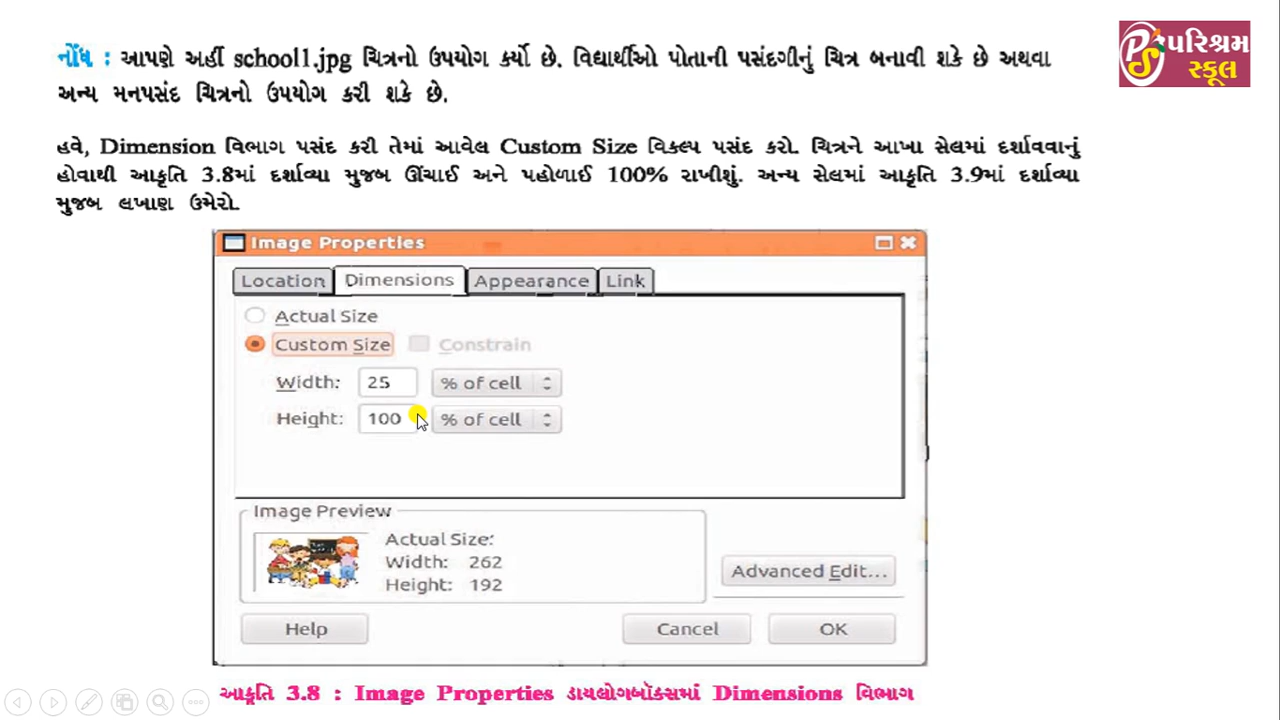 પરિશ્રમ
સ્કૂલ
નોંધ : આપણે અહીં school1.jpg ચિત્રનો ઉપયોગ કર્યો છે. વિદ્યાર્થીઓ પોતાની પસંદગીનું ચિત્ર બનાવી શકે છે અથવા
અન્ય મનપસંદ ચિત્રનો ઉપયોગ કરી શકે છે.
હવે, Dimension વિભાગ પસંદ કરી તેમાં આવેલ Custom Size વિકલ્પ પસંદ કરો. ચિત્રને આખા સેલમાં દર્શાવવાનું
હોવાથી આકૃતિ 3.8માં દર્શાવ્યા મુજબ ઊંચાઈ અને પહોળાઈ 100% રાખીશું. અન્ય સેલમાં આકૃતિ 3.9માં દર્શાવ્યા
મુજબ લખાણ ઉમેરો.
Image Properties
Location Dimensions Appearance Link
Actual Size
Custom Size Constrain
Width: 25 % of cell
Height: 100 % of cell
Image Preview
Actual Size:
Width: 262
Height: 192
Advanced Edit...
Help Cancel OK
આકૃતિ 3.8 : Image Properties ડાયલોગબૉક્સમાં Dimensions વિભાગ